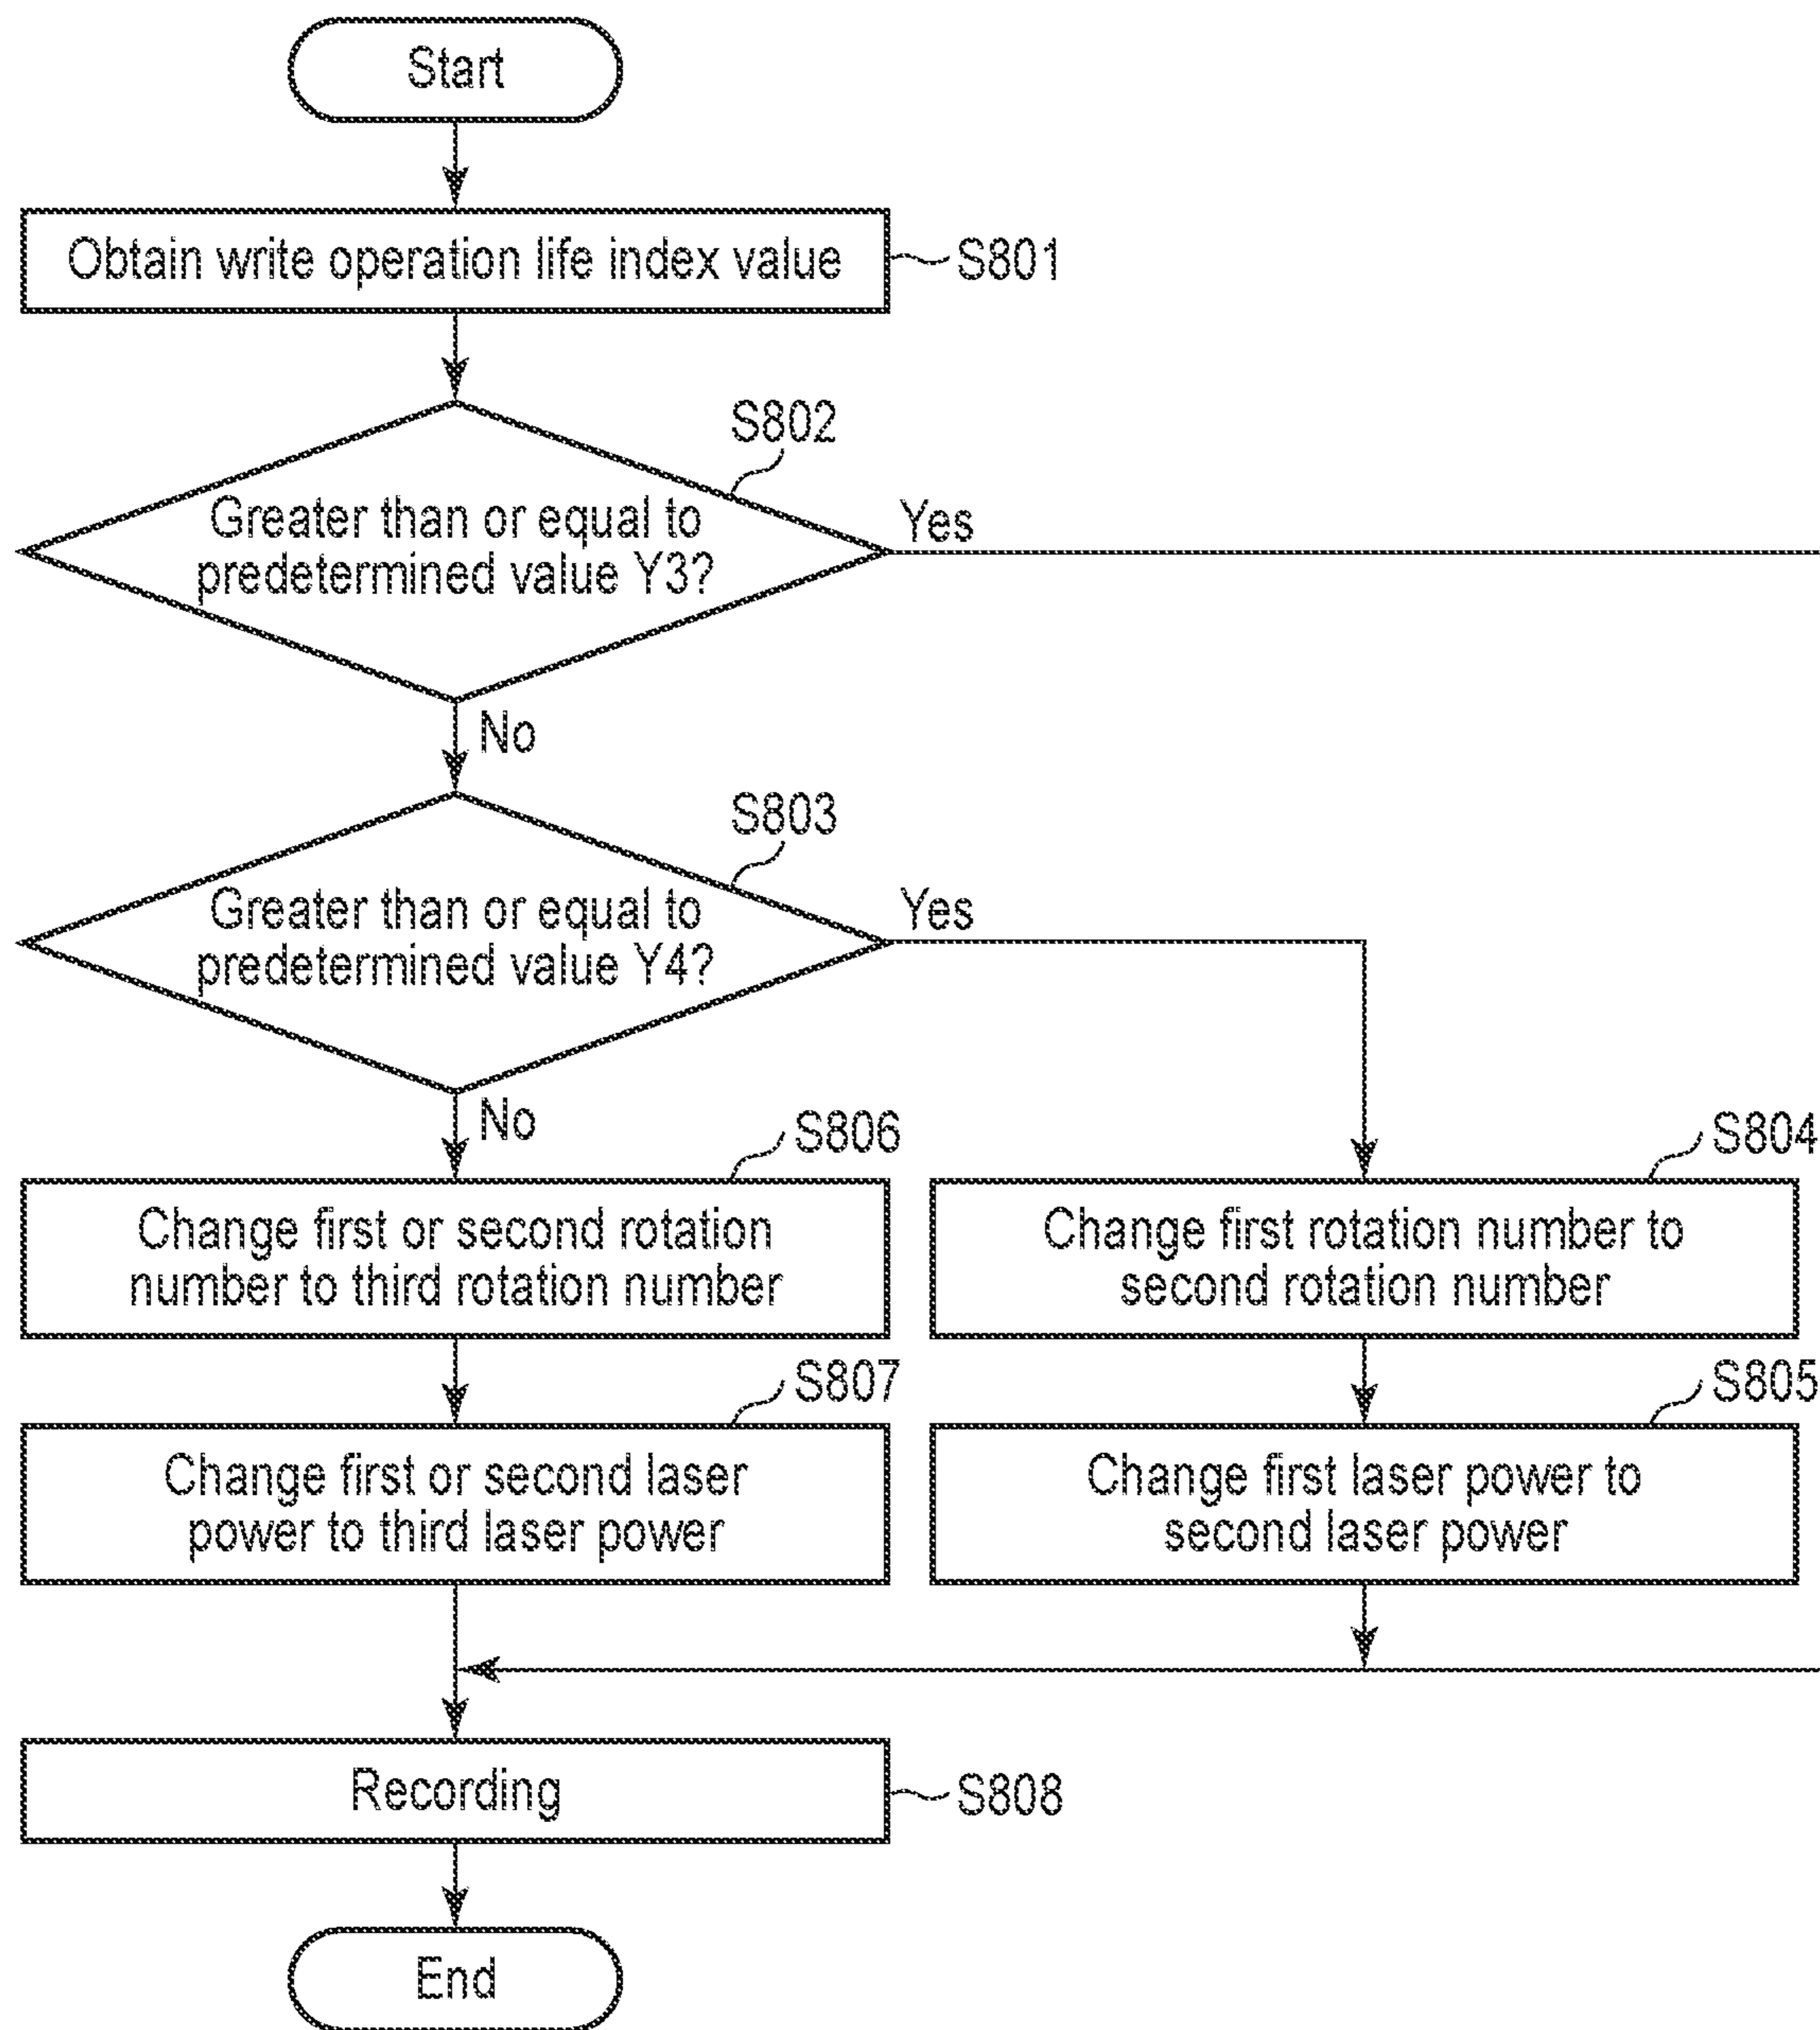 Start
Obtain write operation life index value
S801
S802
Greater than or equal to
predetermined value Y3?
Yes
No
S803
Greater than or equal to
predetermined value Y4?
Yes
No
S806
Change first or second rotation
number to third rotation number
S804
Change first rotation number to
second rotation number
S807
Change first or second laser
power to third laser power
S805
Change first laser power to
second laser power
Recording
S808
End